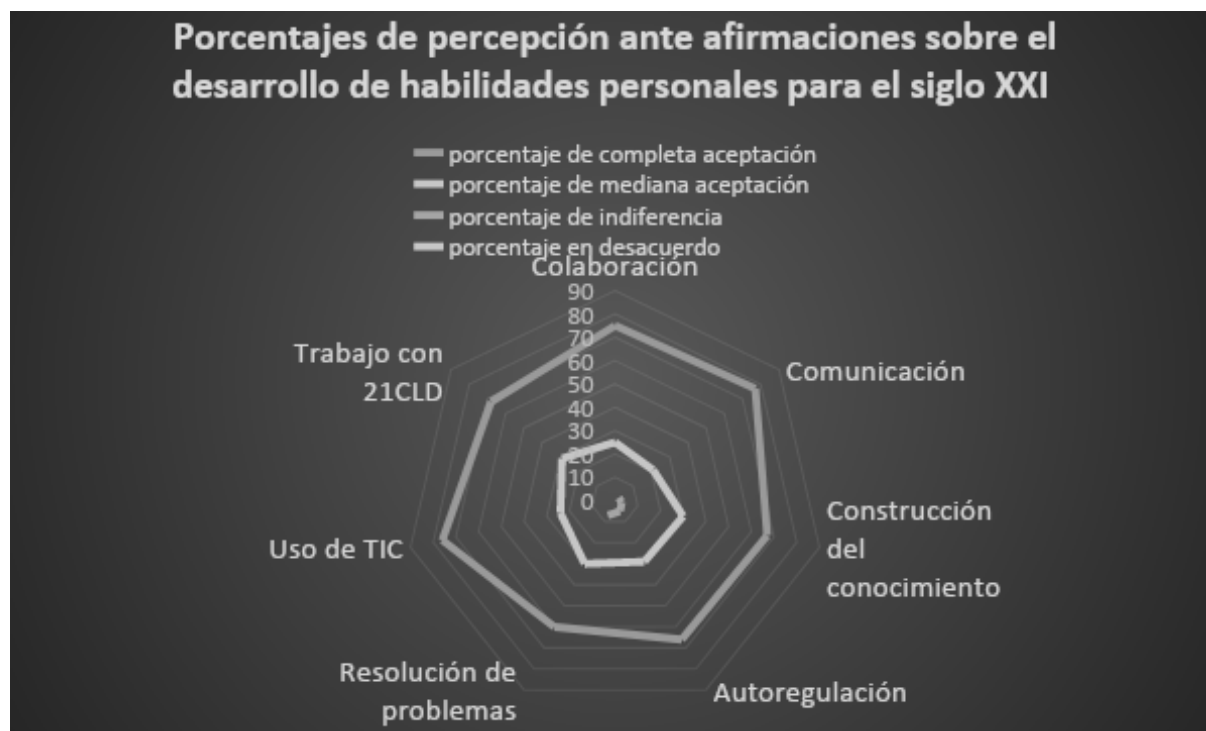 Porcentajes de percepción ante afirmaciones sobre el
desarrollo de habilidades personales para el siglo XXI
porcentaje de completa aceptación
porcentaje de mediana aceptación
porcentaje de indiferencia
porcentaje en desacuerdo
Colaboración
90
80
70
60
50
40
30
20
10
0
Comunicación
Construcción
del
conocimiento
Autoregulación
Resolución de
problemas
Uso de TIC
Trabajo con
21CLD